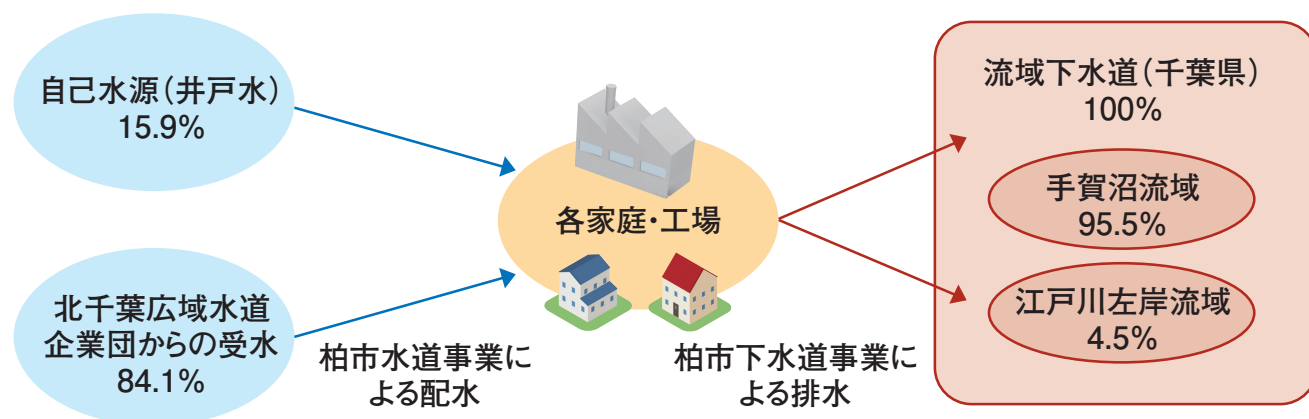 自己水源（井戸水）
15.9%
北千葉広域水道
企業団からの受水
84.1%
柏市水道事業に
よる配水
各家庭・工場
柏市下水道事業に
よる排水
流域下水道（千葉県）
100%
手賀沼流域
95.5%
江戸川左岸流域
4.5%